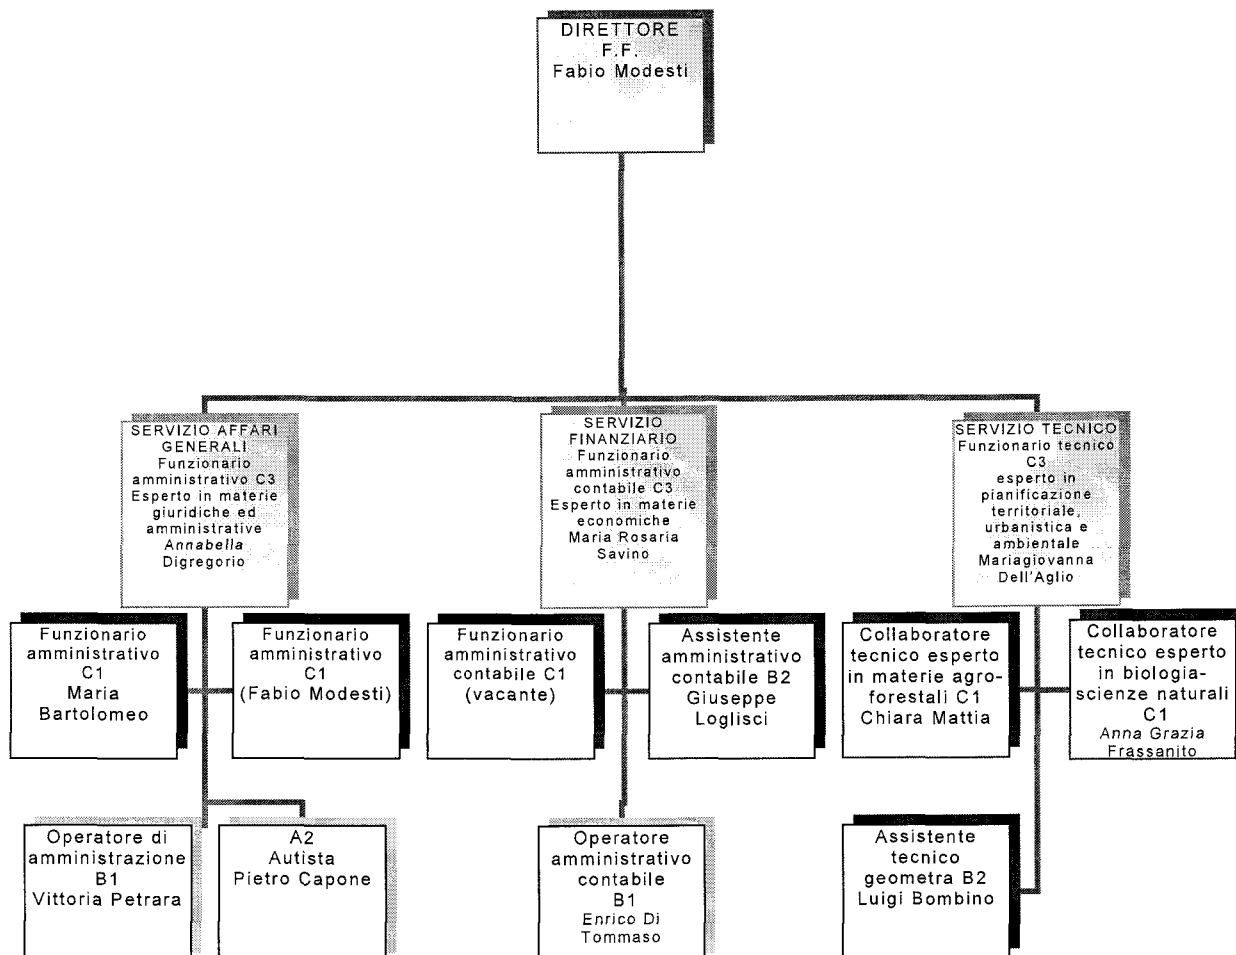 DIRETTORE
F.F.
Fabio Modesti
SERVIZIO AFFARI
GENERALI
Funzionario
amministrativo C3
Esperto in materie
giuridiche ed
amministrative
Annabella
Digregorio
SERVIZIO
FINANZIARIO
Funzionario
amministrativo
contabile C3
Esperto in materie
economiche
Maria Rosaria
Savino
SERVIZIO TECNICO
Funzionario tecnico
C3
esperto in
pianificazione
territoriale,
urbanistica e
ambientale
Mariagiovanna
Dell'Aglio
Funzionario
amministrativo
C1
Maria
Bartolomeo
Funzionario
amministrativo
C1
(Fabio Modesti)
Funzionario
amministrativo
contabile C1
(vacante)
Assistente
amministrativo
contabile B2
Giuseppe
Loglisci
Collaboratore
tecnico esperto
in materie agro-
forestali C1
Chiara Mattia
Collaboratore
tecnico esperto
in biologia-
scienze naturali
C1
Anna Grazia
Frassanito
Operatore di
amministrazione
B1
Vittoria Petrara
A2
Autista
Pietro Capone
Operatore
amministrativo
contabile
B1
Enrico Di
Tommaso
Assistente
tecnico
geometra B2
Luigi Bombino